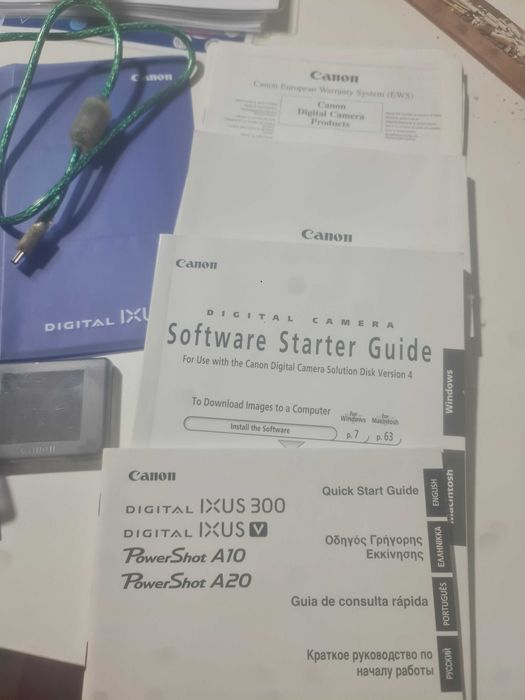 Canon
DIGITAL IXU
Canon
Canon European Warranty System (EWS)
Canon
Digital Camera
Products
Canon
Canon
DIGITAL CAMERA
Software Starter Guide
For Use with the Canon Digital Camera Solution Disk Version 4
To Download Images to a Computer
for Windows
for Macintosh
Install the Software
p.7
p.63
Windows
Macintosh
Canon
Canon
DIGITAL IXUS 300
DIGITAL IXUS V
PowerShot A10
PowerShot A20
Quick Start Guide
ENGLISH
Οδηγός Γρήγορης
Εκκίνησης
ΕΛΛΗΝΙΚΑ
Guia de consulta rápida
PORTUGUÊS
Краткое руководство по
началу работы
РУССКИЙ